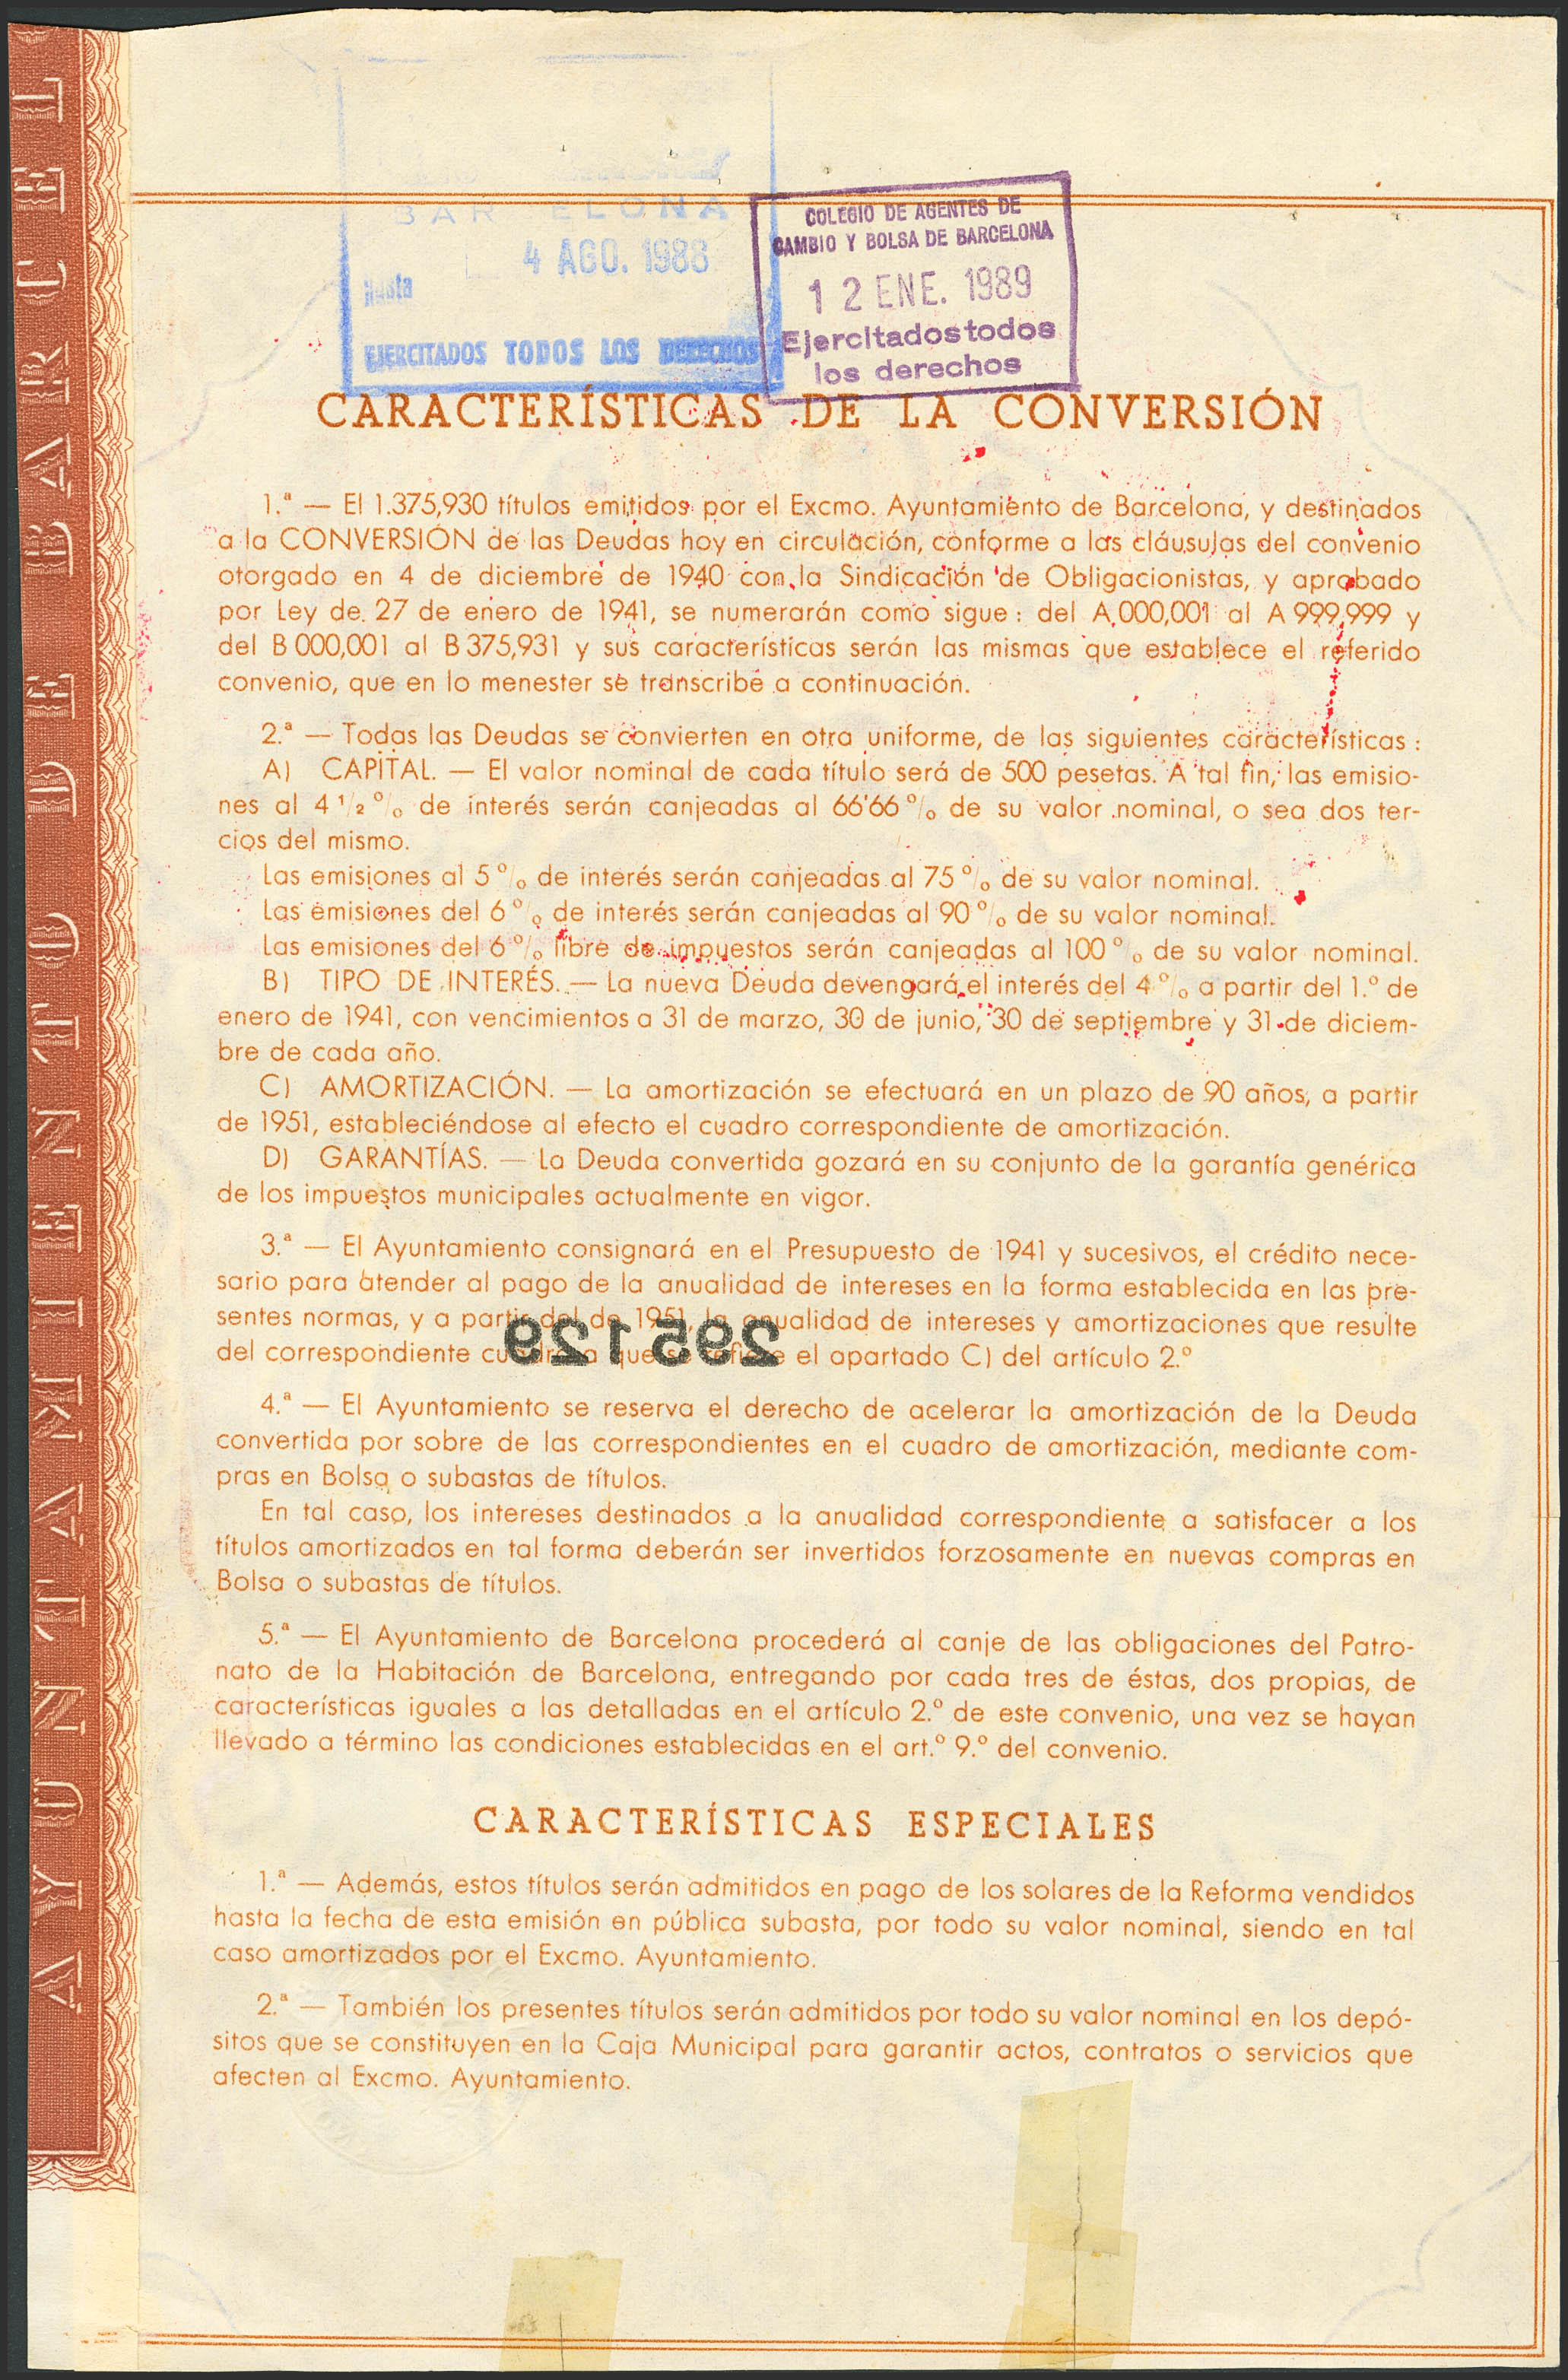 BARCELONA
4 AGO. 1988
Hasta
EJERCITADOS TODOS LOS DERECHOS
COLEGIO DE AGENTES DE
CAMBIO Y BOLSA DE BARCELONA
12 ENE. 1989
Ejercitados todos
los derechos
CARACTERÍSTICAS DE LA CONVERSIÓN
1.ª — El 1.375,930 títulos emitidos por el Excmo. Ayuntamiento de Barcelona, y destinados
a la CONVERSIÓN de las Deudas hoy en circulación, conforme a las cláusulas del convenio
otorgado en 4 de diciembre de 1940 con la Sindicación de Obligacionistas, y aprobado
por Ley de 27 de enero de 1941, se numerarán como sigue: del A 000,001 al A 999,999 y
del B 000,001 al B 375,931 y sus características serán las mismas que establece el referido
convenio, que en lo menester se transcribe a continuación.
2.ª — Todas las Deudas se convierten en otra uniforme, de las siguientes características:
A) CAPITAL. — El valor nominal de cada título será de 500 pesetas. A tal fin, las emisio-
nes al 4 1/2 % de interés serán canjeadas al 66'66 % de su valor nominal, o sea dos ter-
cios del mismo.
Las emisiones al 5 % de interés serán canjeadas al 75 % de su valor nominal.
Las emisiones del 6 % de interés serán canjeadas al 90 % de su valor nominal.
Las emisiones del 6 % libre de impuestos serán canjeadas al 100 % de su valor nominal.
B) TIPO DE INTERÉS. — La nueva Deuda devengará el interés del 4 % a partir del 1.º de
enero de 1941, con vencimientos a 31 de marzo, 30 de junio, 30 de septiembre y 31 de diciem-
bre de cada año.
C) AMORTIZACIÓN. — La amortización se efectuará en un plazo de 90 años, a partir
de 1951, estableciéndose al efecto el cuadro correspondiente de amortización.
D) GARANTÍAS. — La Deuda convertida gozará en su conjunto de la garantía genérica
de los impuestos municipales actualmente en vigor.
3.ª — El Ayuntamiento consignará en el Presupuesto de 1941 y sucesivos, el crédito nece-
sario para atender al pago de la anualidad de intereses en la forma establecida en las pre-
sentes normas, y a partir del de 1951, la anualidad de intereses y amortizaciones que resulte
del correspondiente cuadro a que se refiere el apartado C) del artículo 2.º
295129
4.ª — El Ayuntamiento se reserva el derecho de acelerar la amortización de la Deuda
convertida por sobre de las correspondientes en el cuadro de amortización, mediante com-
pras en Bolsa o subastas de títulos.
En tal caso, los intereses destinados a la anualidad correspondiente a satisfacer a los
títulos amortizados en tal forma deberán ser invertidos forzosamente en nuevas compras en
Bolsa o subastas de títulos.
5.ª — El Ayuntamiento de Barcelona procederá al canje de las obligaciones del Patro-
nato de la Habitación de Barcelona, entregando por cada tres de éstas, dos propias, de
características iguales a las detalladas en el artículo 2.º de este convenio, una vez se hayan
llevado a término las condiciones establecidas en el art.º 9.º del convenio.
CARACTERÍSTICAS ESPECIALES
1.ª — Además, estos títulos serán admitidos en pago de los solares de la Reforma vendidos
hasta la fecha de esta emisión en pública subasta, por todo su valor nominal, siendo en tal
caso amortizados por el Excmo. Ayuntamiento.
2.ª — También los presentes títulos serán admitidos por todo su valor nominal en los depó-
sitos que se constituyen en la Caja Municipal para garantir actos, contratos o servicios que
afecten al Excmo. Ayuntamiento.
AYUNTAMIENTO DE BARCEL